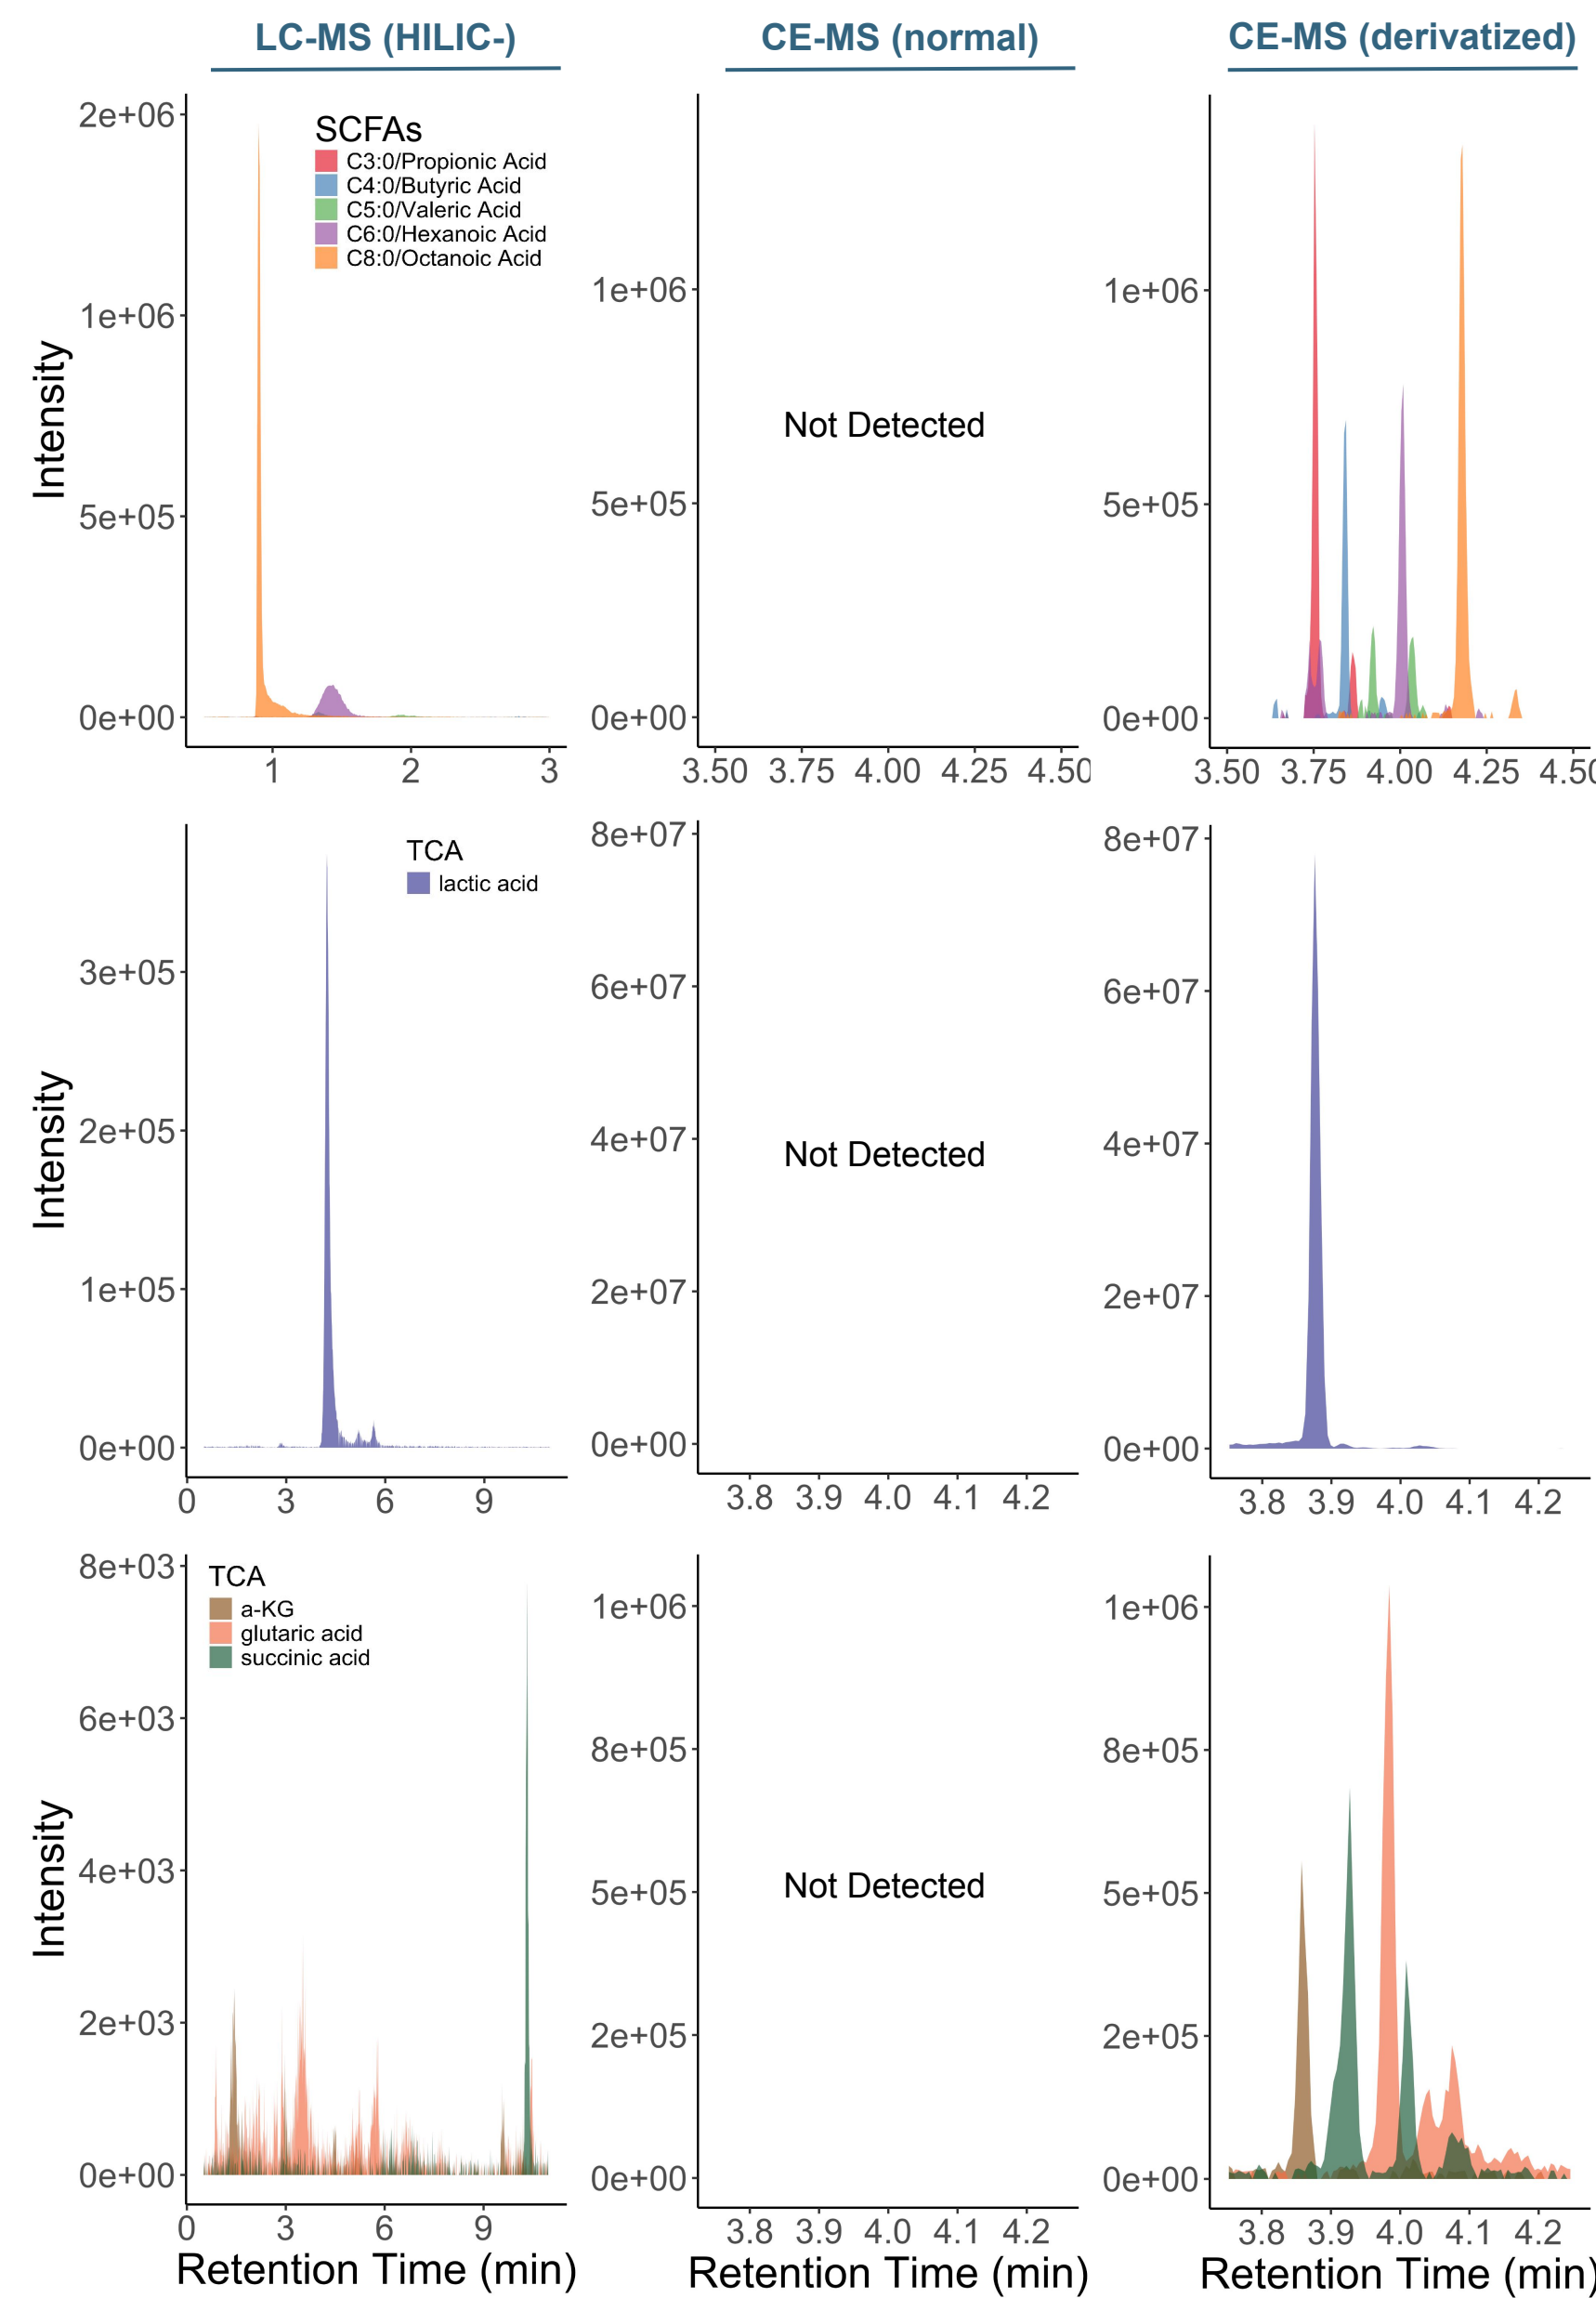 LC-MS (HILIC-)
CE-MS (normal)
CE-MS (derivatized)
Intensity
2e+06
1e+06
5e+05
0e+00
SCFAs
C3:0/Propionic Acid
C4:0/Butyric Acid
C5:0/Valeric Acid
C6:0/Hexanoic Acid
C8:0/Octanoic Acid
1 2 3
1e+06
5e+05
0e+00
Not Detected
3.50 3.75 4.00 4.25 4.50
1e+06
5e+05
0e+00
3.50 3.75 4.00 4.25 4.50
Intensity
3e+05
2e+05
1e+05
0e+00
TCA
lactic acid
0 3 6 9
8e+07
6e+07
4e+07
2e+07
0e+00
Not Detected
3.8 3.9 4.0 4.1 4.2
8e+07
6e+07
4e+07
2e+07
0e+00
3.8 3.9 4.0 4.1 4.2
Intensity
8e+03
6e+03
4e+03
2e+03
0e+00
TCA
a-KG
glutaric acid
succinic acid
0 3 6 9
Retention Time (min)
1e+06
8e+05
5e+05
2e+05
0e+00
Not Detected
3.8 3.9 4.0 4.1 4.2
Retention Time (min)
1e+06
8e+05
5e+05
2e+05
0e+00
3.8 3.9 4.0 4.1 4.2
Retention Time (min)